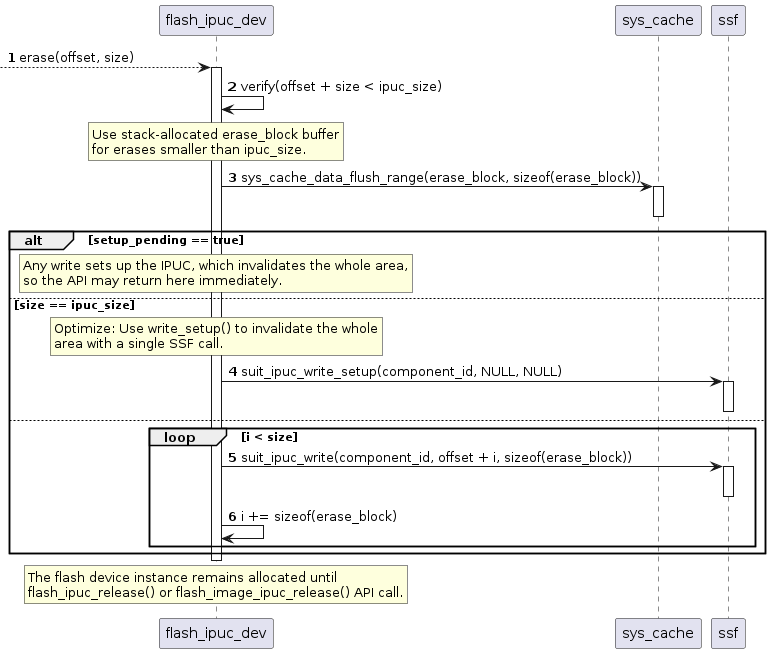 flash_ipuc_dev
sys_cache
ssf
1 erase(offset, size)
2 verify(offset + size < ipuc_size)
Use stack-allocated erase_block buffer
for erases smaller than ipuc_size.
3 sys_cache_data_flush_range(erase_block, sizeof(erase_block))
alt
[setup_pending == true]
Any write sets up the IPUC, which invalidates the whole area,
so the API may return here immediately.
[size == ipuc_size]
Optimize: Use write_setup() to invalidate the whole
area with a single SSF call.
4 suit_ipuc_write_setup(component_id, NULL, NULL)
loop
[i < size]
5 suit_ipuc_write(component_id, offset + i, sizeof(erase_block))
6 i += sizeof(erase_block)
The flash device instance remains allocated until
flash_ipuc_release() or flash_image_ipuc_release() API call.
flash_ipuc_dev
sys_cache
ssf